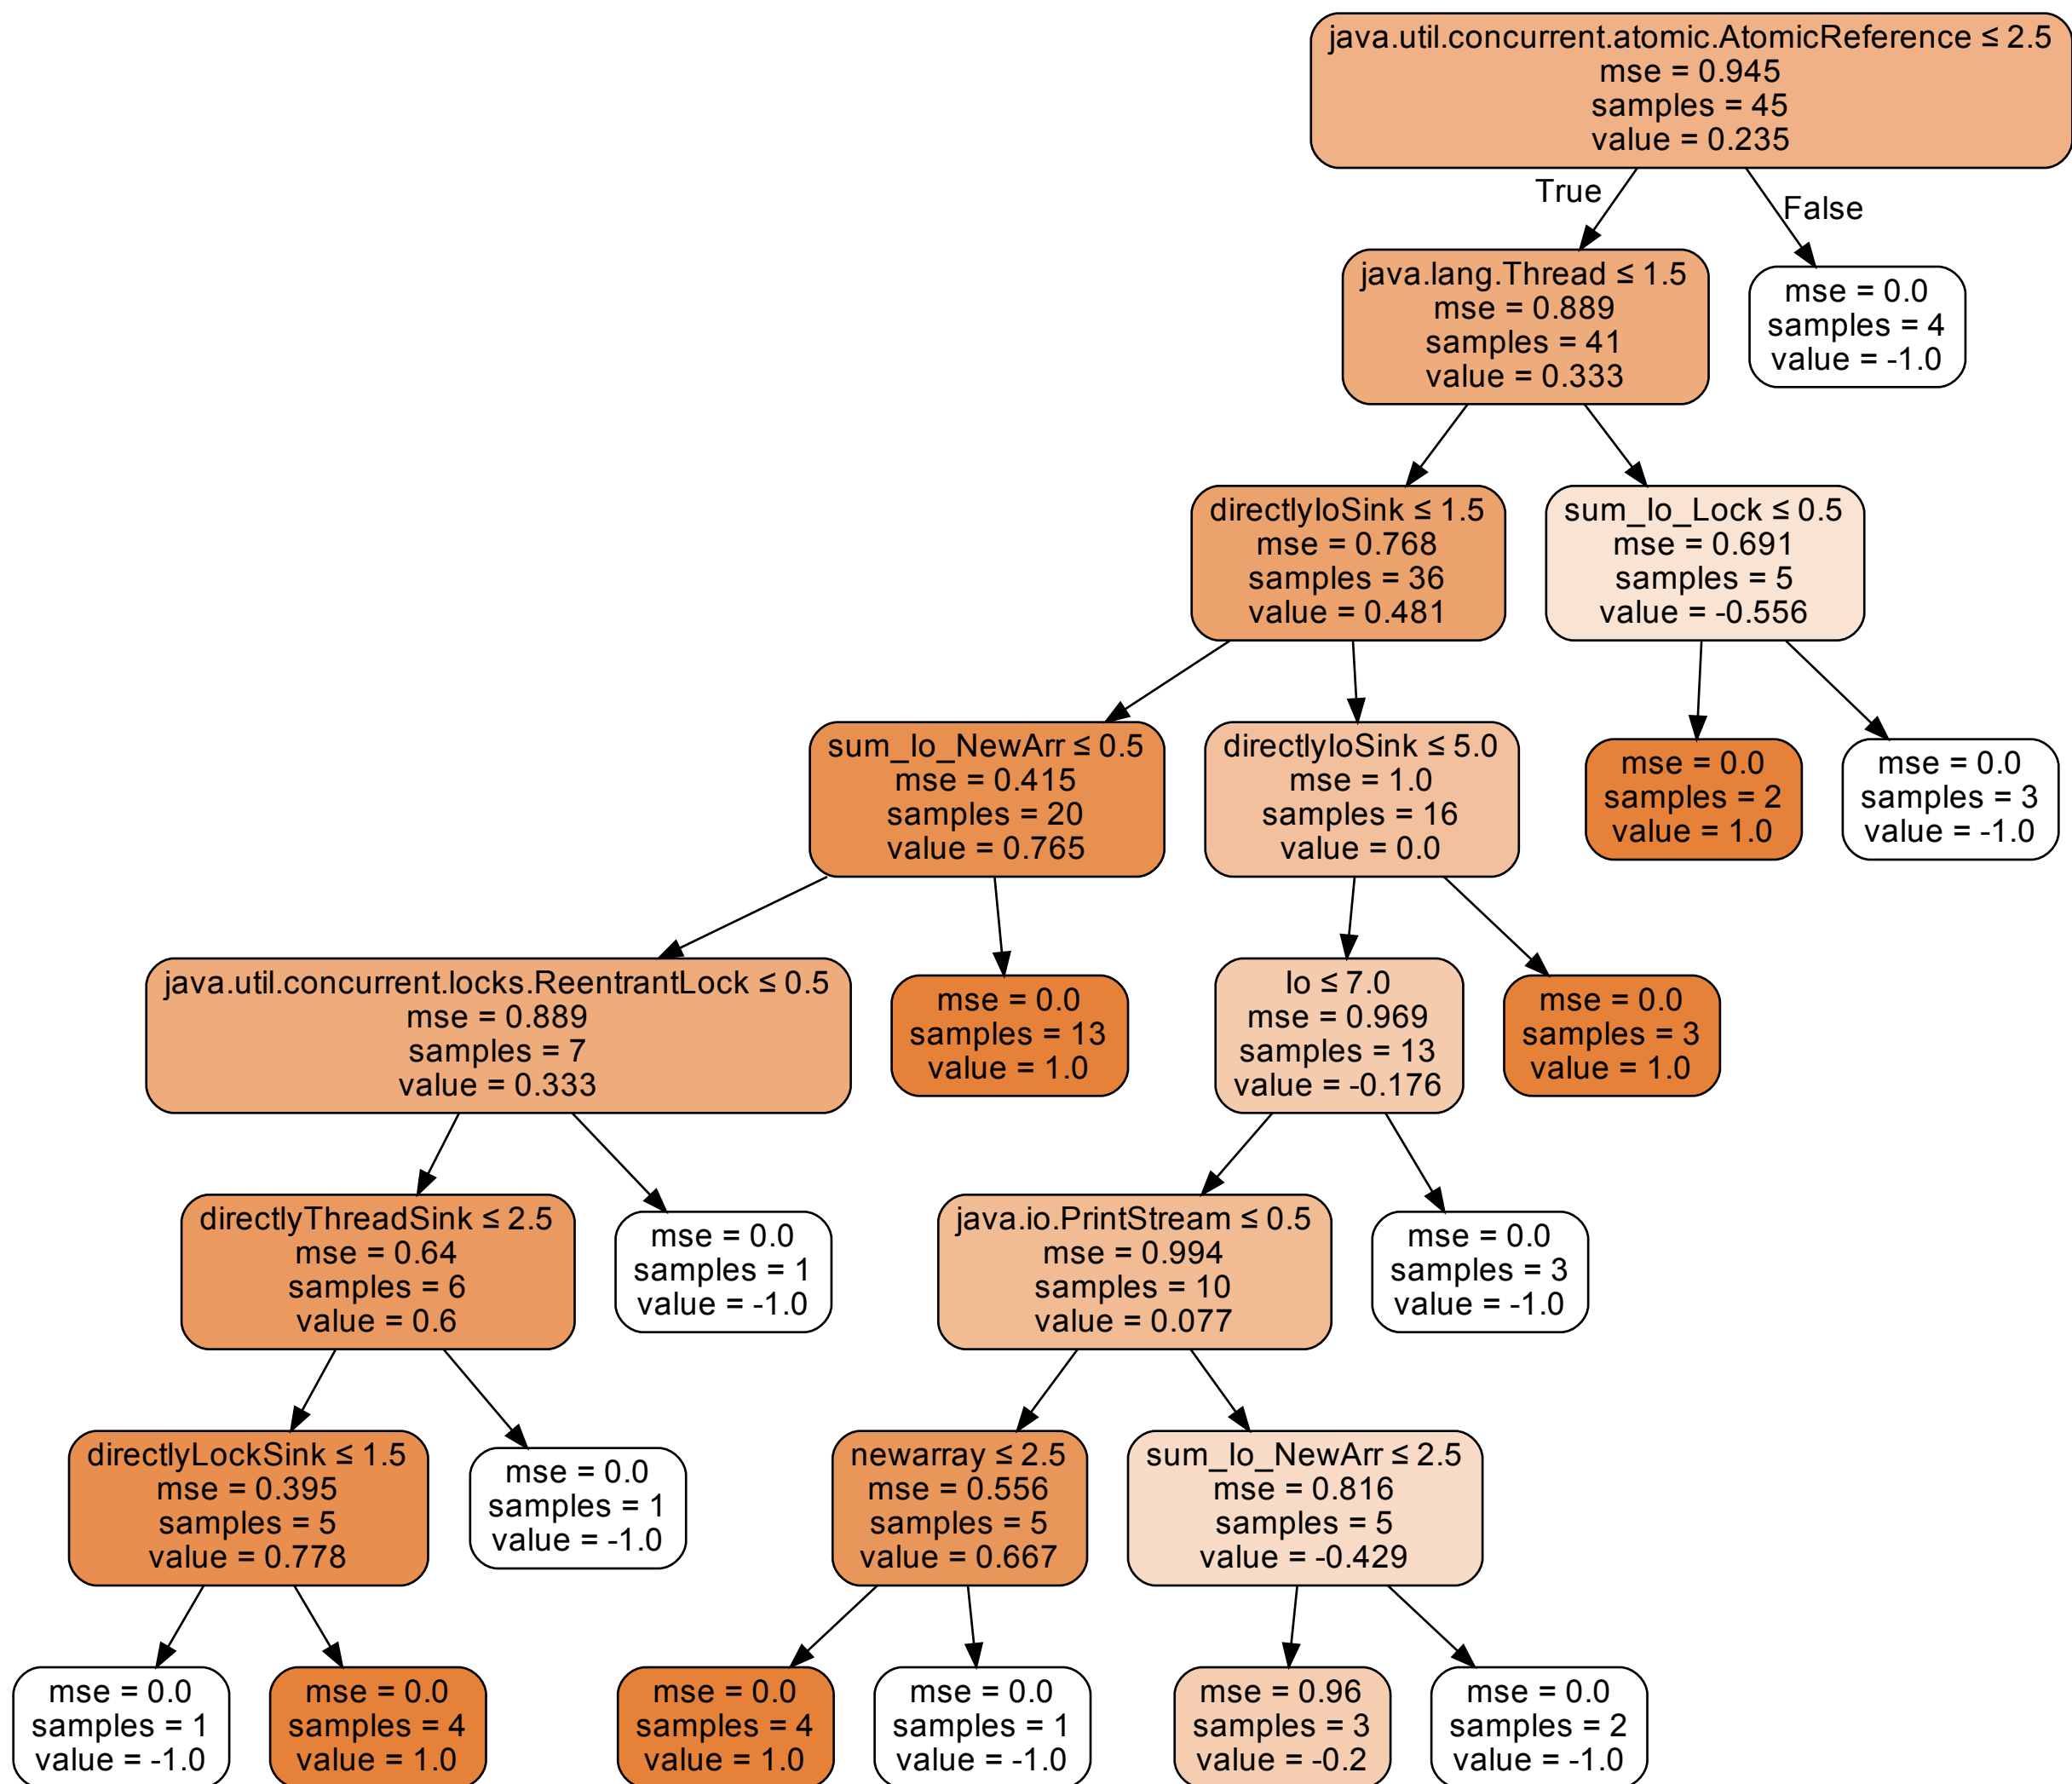 java.util.concurrent.atomic.AtomicReference ≤ 2.5
mse = 0.945
samples = 45
value = 0.235
True
False
java.lang.Thread ≤ 1.5
mse = 0.889
samples = 41
value = 0.333
mse = 0.0
samples = 4
value = -1.0
directlyIoSink ≤ 1.5
mse = 0.768
samples = 36
value = 0.481
sum_Io_Lock ≤ 0.5
mse = 0.691
samples = 5
value = -0.556
sum_Io_NewArr ≤ 0.5
mse = 0.415
samples = 20
value = 0.765
directlyIoSink ≤ 5.0
mse = 1.0
samples = 16
value = 0.0
mse = 0.0
samples = 2
value = 1.0
mse = 0.0
samples = 3
value = -1.0
java.util.concurrent.locks.ReentrantLock ≤ 0.5
mse = 0.889
samples = 7
value = 0.333
mse = 0.0
samples = 13
value = 1.0
Io ≤ 7.0
mse = 0.969
samples = 13
value = -0.176
mse = 0.0
samples = 3
value = 1.0
directlyThreadSink ≤ 2.5
mse = 0.64
samples = 6
value = 0.6
mse = 0.0
samples = 1
value = -1.0
java.io.PrintStream ≤ 0.5
mse = 0.994
samples = 10
value = 0.077
mse = 0.0
samples = 3
value = -1.0
directlyLockSink ≤ 1.5
mse = 0.395
samples = 5
value = 0.778
mse = 0.0
samples = 1
value = -1.0
newarray ≤ 2.5
mse = 0.556
samples = 5
value = 0.667
sum_Io_NewArr ≤ 2.5
mse = 0.816
samples = 5
value = -0.429
mse = 0.0
samples = 1
value = -1.0
mse = 0.0
samples = 4
value = 1.0
mse = 0.0
samples = 4
value = 1.0
mse = 0.0
samples = 1
value = -1.0
mse = 0.96
samples = 3
value = -0.2
mse = 0.0
samples = 2
value = -1.0